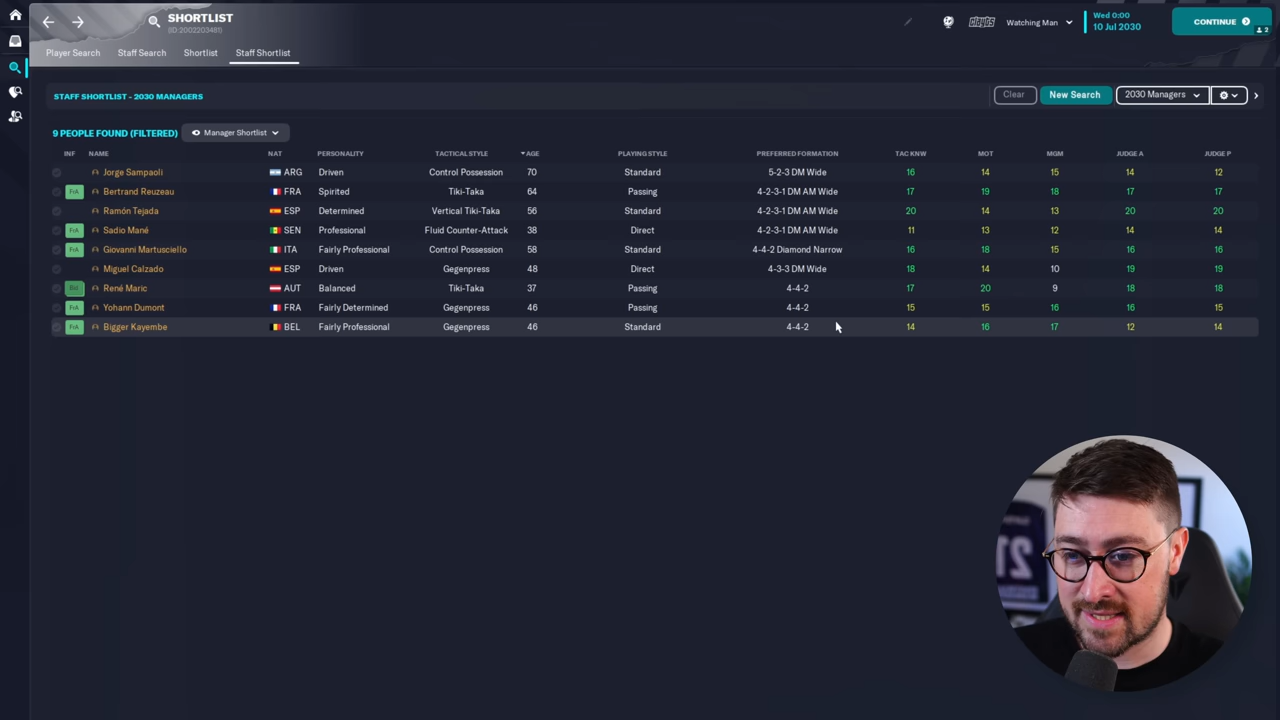 SHORTLIST
(ID:2002203481)
Watching Man
Wed 0:00
10 Jul 2030
CONTINUE
2
Player Search Staff Search Shortlist Staff Shortlist
STAFF SHORTLIST - 2030 MANAGERS
Clear New Search 2030 Managers
9 PEOPLE FOUND (FILTERED) Manager Shortlist
INF NAME NAT PERSONALITY TACTICAL STYLE AGE PLAYING STYLE PREFERRED FORMATION TAC KNW MOT MGM JUDGE A JUDGE P
Jorge Sampaoli ARG Driven Control Possession 70 Standard 5-2-3 DM Wide 16 14 15 14 12
FrA Bertrand Reuzeau FRA Spirited Tiki-Taka 64 Passing 4-2-3-1 DM AM Wide 17 19 18 17 17
Ramón Tejada ESP Determined Vertical Tiki-Taka 56 Standard 4-2-3-1 DM AM Wide 20 14 13 20 20
FrA Sadio Mané SEN Professional Fluid Counter-Attack 38 Direct 4-2-3-1 DM AM Wide 11 13 12 14 14
FrA Giovanni Martusciello ITA Fairly Professional Control Possession 58 Standard 4-4-2 Diamond Narrow 16 18 15 16 16
Miguel Calzado ESP Driven Gegenpress 48 Direct 4-3-3 DM Wide 18 14 10 19 19
René Maric AUT Balanced Tiki-Taka 37 Passing 4-4-2 17 20 9 18 18
FrA Yohann Dumont FRA Fairly Determined Gegenpress 46 Passing 4-4-2 15 15 16 16 15
FrA Bigger Kayembe BEL Fairly Professional Gegenpress 46 Standard 4-4-2 14 16 17 12 14
21